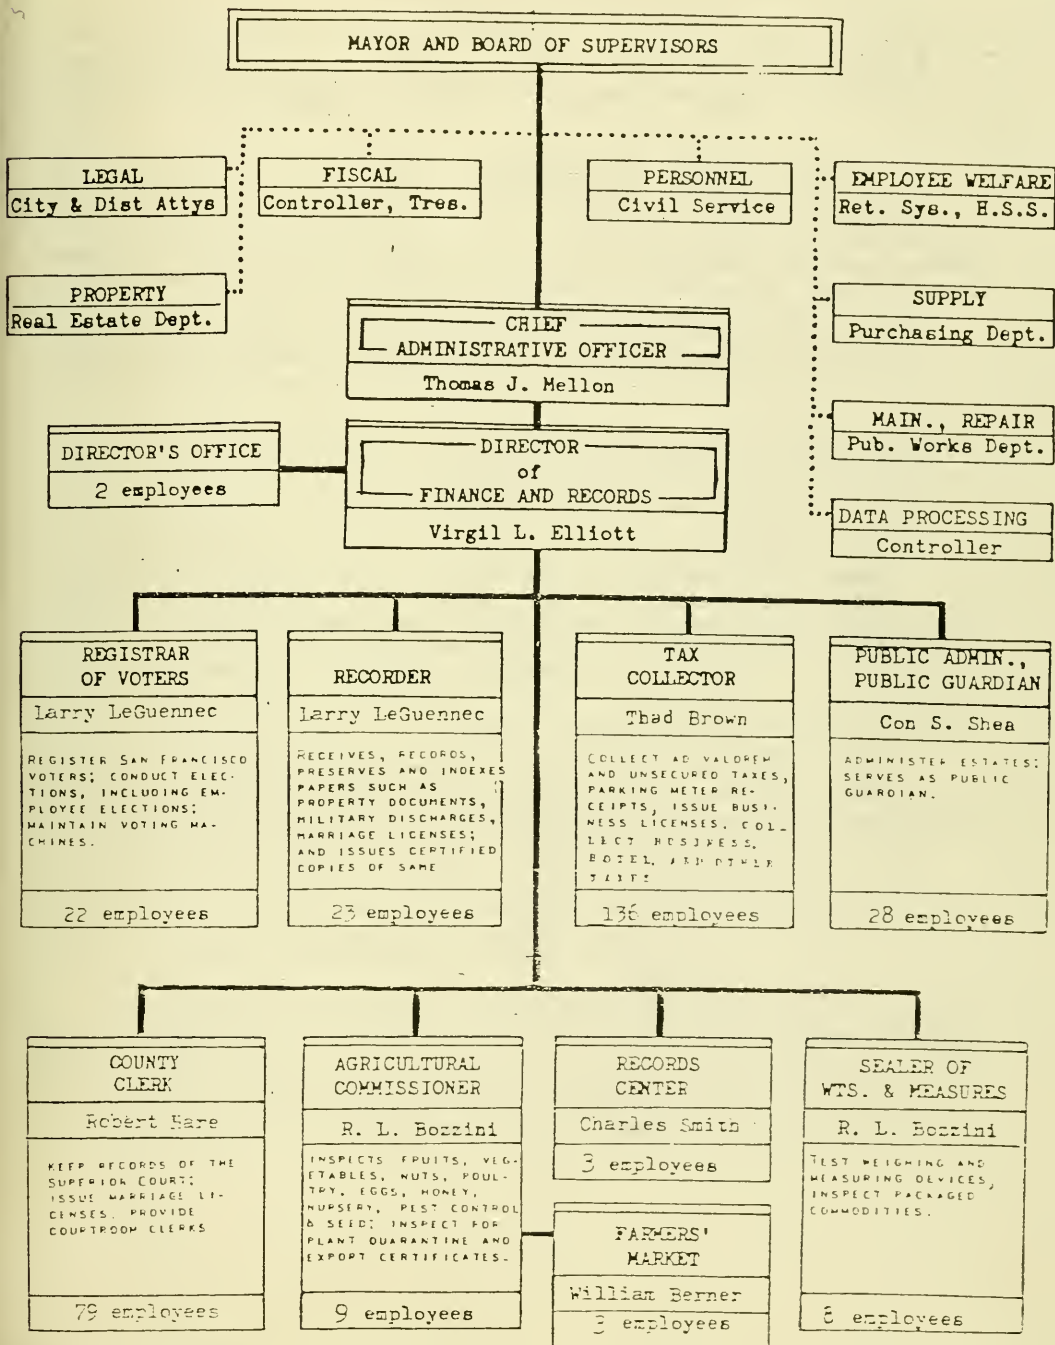 MAYOR AND BOARD OF SUPERVISORS
LEGAL
City & Dist Attys
FISCAL
Controller, Tres.
PERSONNEL
Civil Service
EMPLOYEE WELFARE
Ret. Sys., H.S.S.
PROPERTY
Real Estate Dept.
SUPPLY
Purchasing Dept.
CHIEF
ADMINISTRATIVE OFFICER
Thomas J. Mellon
MAIN., REPAIR
Pub. Works Dept.
DIRECTOR'S OFFICE
2 employees
DIRECTOR
of
FINANCE AND RECORDS
Virgil L. Elliott
DATA PROCESSING
Controller
REGISTRAR
OF VOTERS
Larry LeGuennec
REGISTER SAN FRANCISCO
VOTERS; CONDUCT ELEC-
TIONS, INCLUDING EM-
PLOYEE ELECTIONS;
MAINTAIN VOTING MA-
CHINES.
22 employees
RECORDER
Larry LeGuennec
RECEIVES, RECORDS,
PRESERVES AND INDEXES
PAPERS SUCH AS
PROPERTY DOCUMENTS,
MILITARY DISCHARGES,
MARRIAGE LICENSES;
AND ISSUES CERTIFIED
COPIES OF SAME
23 employees
TAX
COLLECTOR
Thad Brown
COLLECT AD VALOREM
AND UNSECURED TAXES,
PARKING METER RE-
CEIPTS, ISSUE BUSI-
NESS LICENSES, COL-
LECT BUSINESS,
HOTEL, AND OTHER
TAXES
136 employees
PUBLIC ADMIN.,
PUBLIC GUARDIAN
Con S. Shea
ADMINISTER ESTATES;
SERVES AS PUBLIC
GUARDIAN.
28 employees
COUNTY
CLERK
Robert Hare
KEEP RECORDS OF THE
SUPERIOR COURT;
ISSUE MARRIAGE LI-
CENSES, PROVIDE
COURTROOM CLERKS
79 employees
AGRICULTURAL
COMMISSIONER
R. L. Bozzini
INSPECTS FRUITS, VEG-
ETABLES, NUTS, POUL-
TRY, EGGS, HONEY,
NURSERY, PEST CONTROL
& SEED; INSPECT FOR
PLANT QUARANTINE AND
EXPORT CERTIFICATES.
9 employees
RECORDS
CENTER
Charles Smith
3 employees
FARMERS'
MARKET
William Berner
3 employees
SEALER OF
WTS. & MEASURES
R. L. Bozzini
TEST WEIGHING AND
MEASURING DEVICES,
INSPECT PACKAGED
COMMODITIES.
8 employees